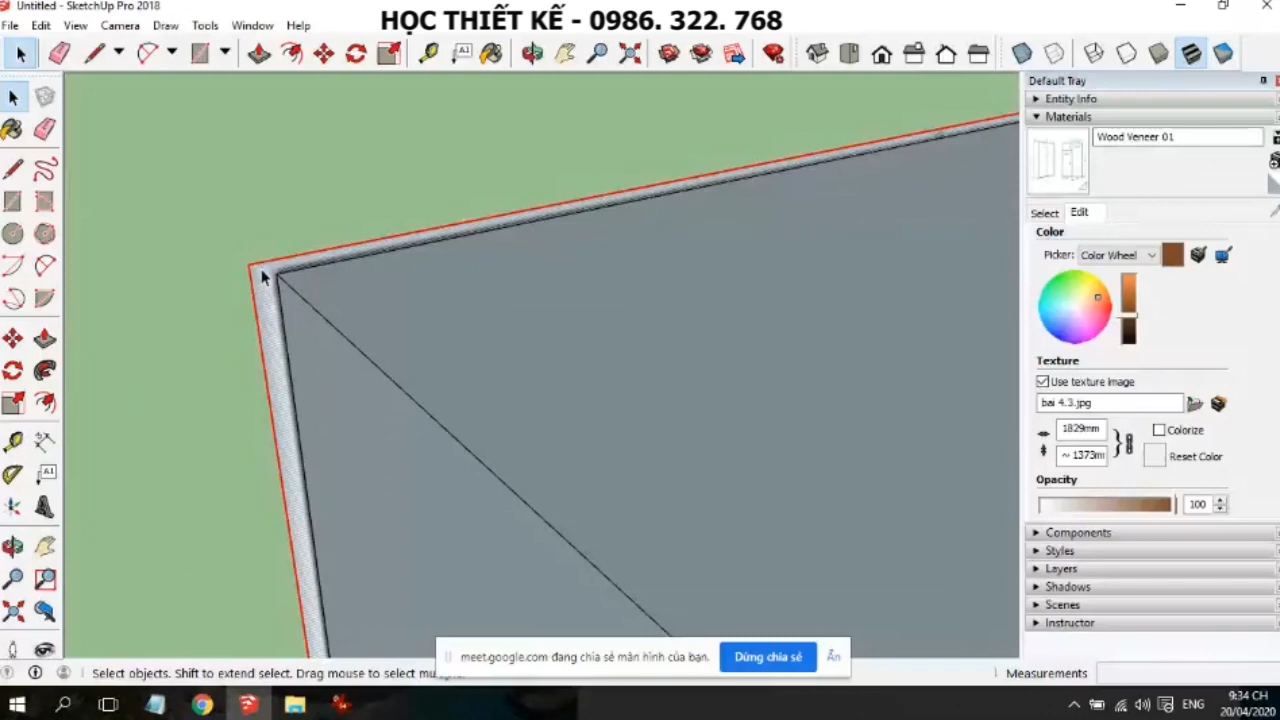 Untitled - SketchUp Pro 2018
HỌC THIẾT KẾ - 0986. 322. 768
File Edit View Camera Draw Tools Window Help
A1
Default Tray
Entity Info
Materials
Wood Veneer 01
Select Edit
Color
Picker: Color Wheel
Texture
Use texture image
bai 4.3.jpg
1829mm
Colorize
~ 1373m
Reset Color
Opacity
100
A1
Components
Styles
Layers
Shadows
Scenes
Instructor
meet.google.com đang chia sẻ màn hình của bạn. Dừng chia sẻ Ẩn
Select objects. Shift to extend select. Drag mouse to select
Measurements
ENG
9:34 CH
20/04/2020